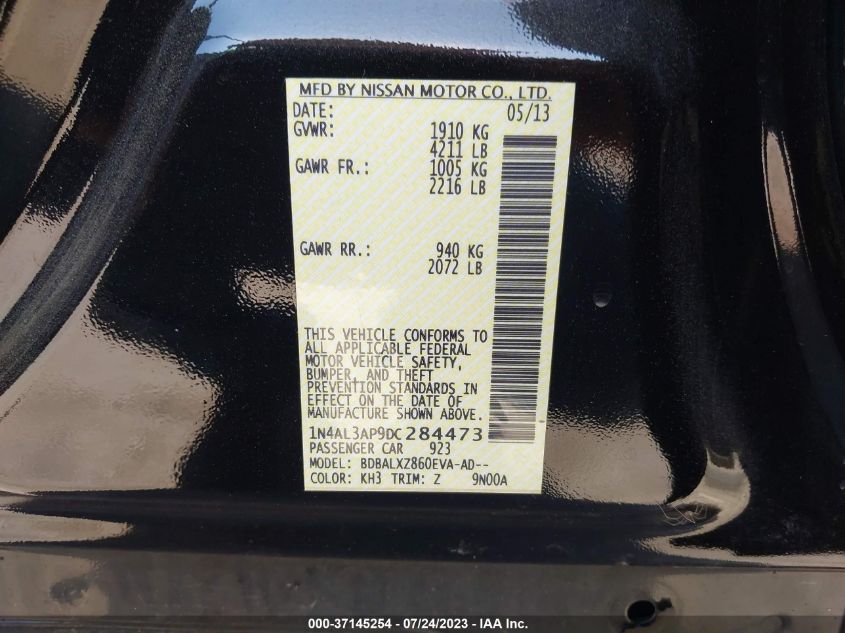 MFD BY NISSAN MOTOR CO., LTD.
DATE: 05/13
GVWR: 1910 KG
4211 LB
GAWR FR.: 1005 KG
2216 LB
GAWR RR.: 940 KG
2072 LB
THIS VEHICLE CONFORMS TO
ALL APPLICABLE FEDERAL
MOTOR VEHICLE SAFETY,
BUMPER, AND THEFT
PREVENTION STANDARDS IN
EFFECT ON THE DATE OF
MANUFACTURE SHOWN ABOVE.
1N4AL3AP9DC284473
PASSENGER CAR 923
MODEL: BDBALXZ860EVA-AD--
COLOR: KH3 TRIM: Z 9N00A
000-37145254 / 07/24/2023 - IAA Inc.